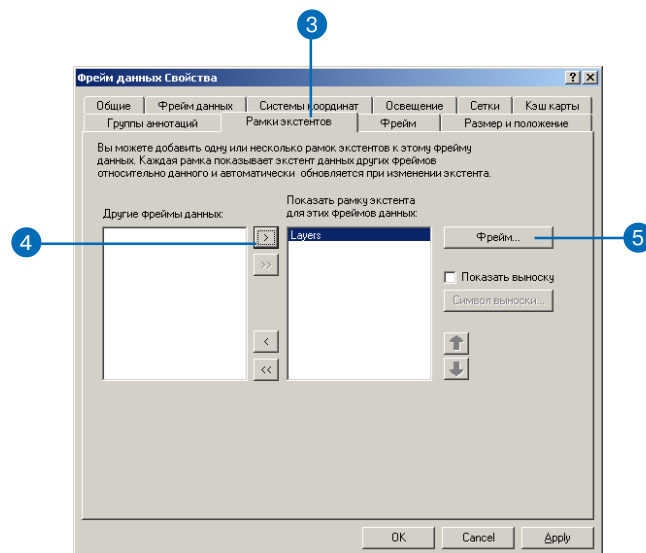 3
Фрейм данных Свойства
? ×
Общие Фрейм данных Системы координат Освещение Сетки Кэш карты
Группы аннотаций Рамки экстентов Фрейм Размер и положение
Вы можете добавить одну или несколько рамок экстентов к этому фрейму
данных. Каждая рамка показывает экстент данных других фреймов
относительно данного и автоматически обновляется при изменении экстента.
Показать рамку экстента
для этих фреймов данных:
Другие фреймы данных:
4
>
Layers
Фрейм...
5
>>
Показать выноску
Символ выноски...
<
<<
OK Cancel Apply